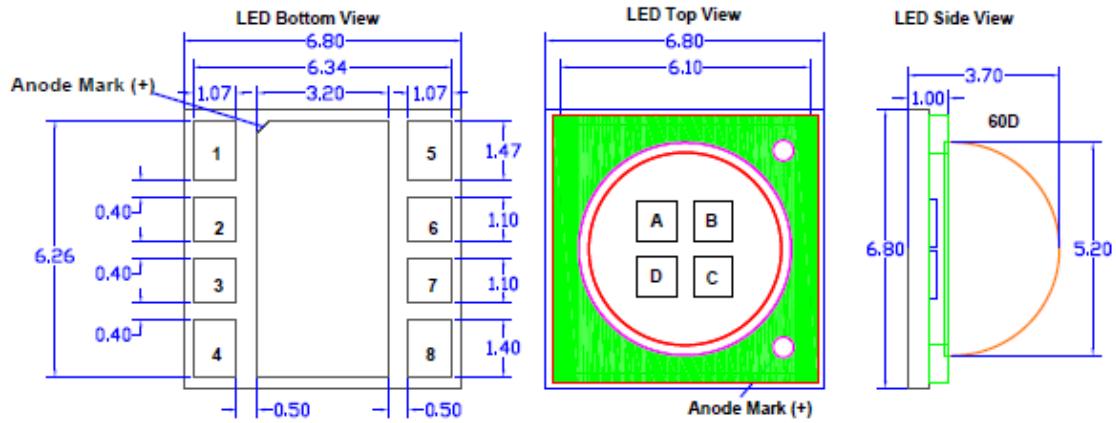 LED Bottom View
6.80
6.34
Anode Mark (+)
1.07
3.20
1.07
1
5
1.47
0.40
2
6
1.10
6.26
0.40
3
7
1.10
0.40
4
8
1.40
0.50
0.50
LED Top View
6.80
6.10
A
B
D
C
Anode Mark (+)
LED Side View
3.70
1.00
60D
6.80
5.20